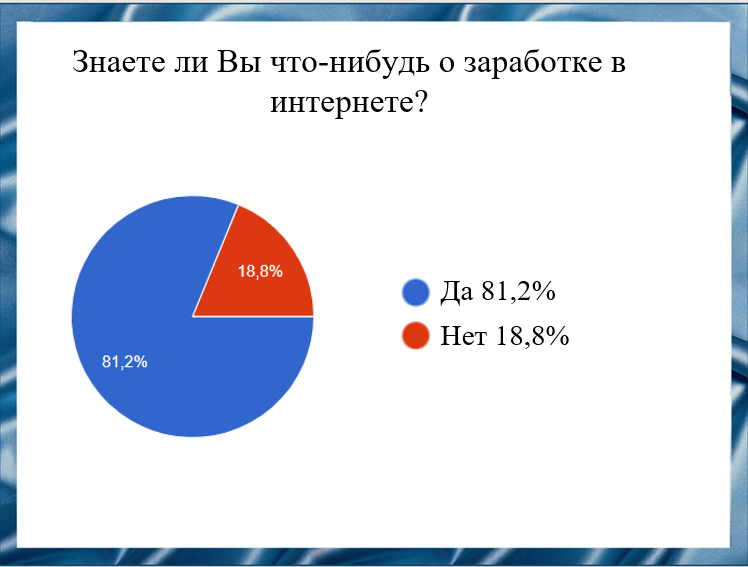 Знаете ли Вы что-нибудь о заработке в
интернете?
18,8%
81,2%
Да 81,2%
Нет 18,8%